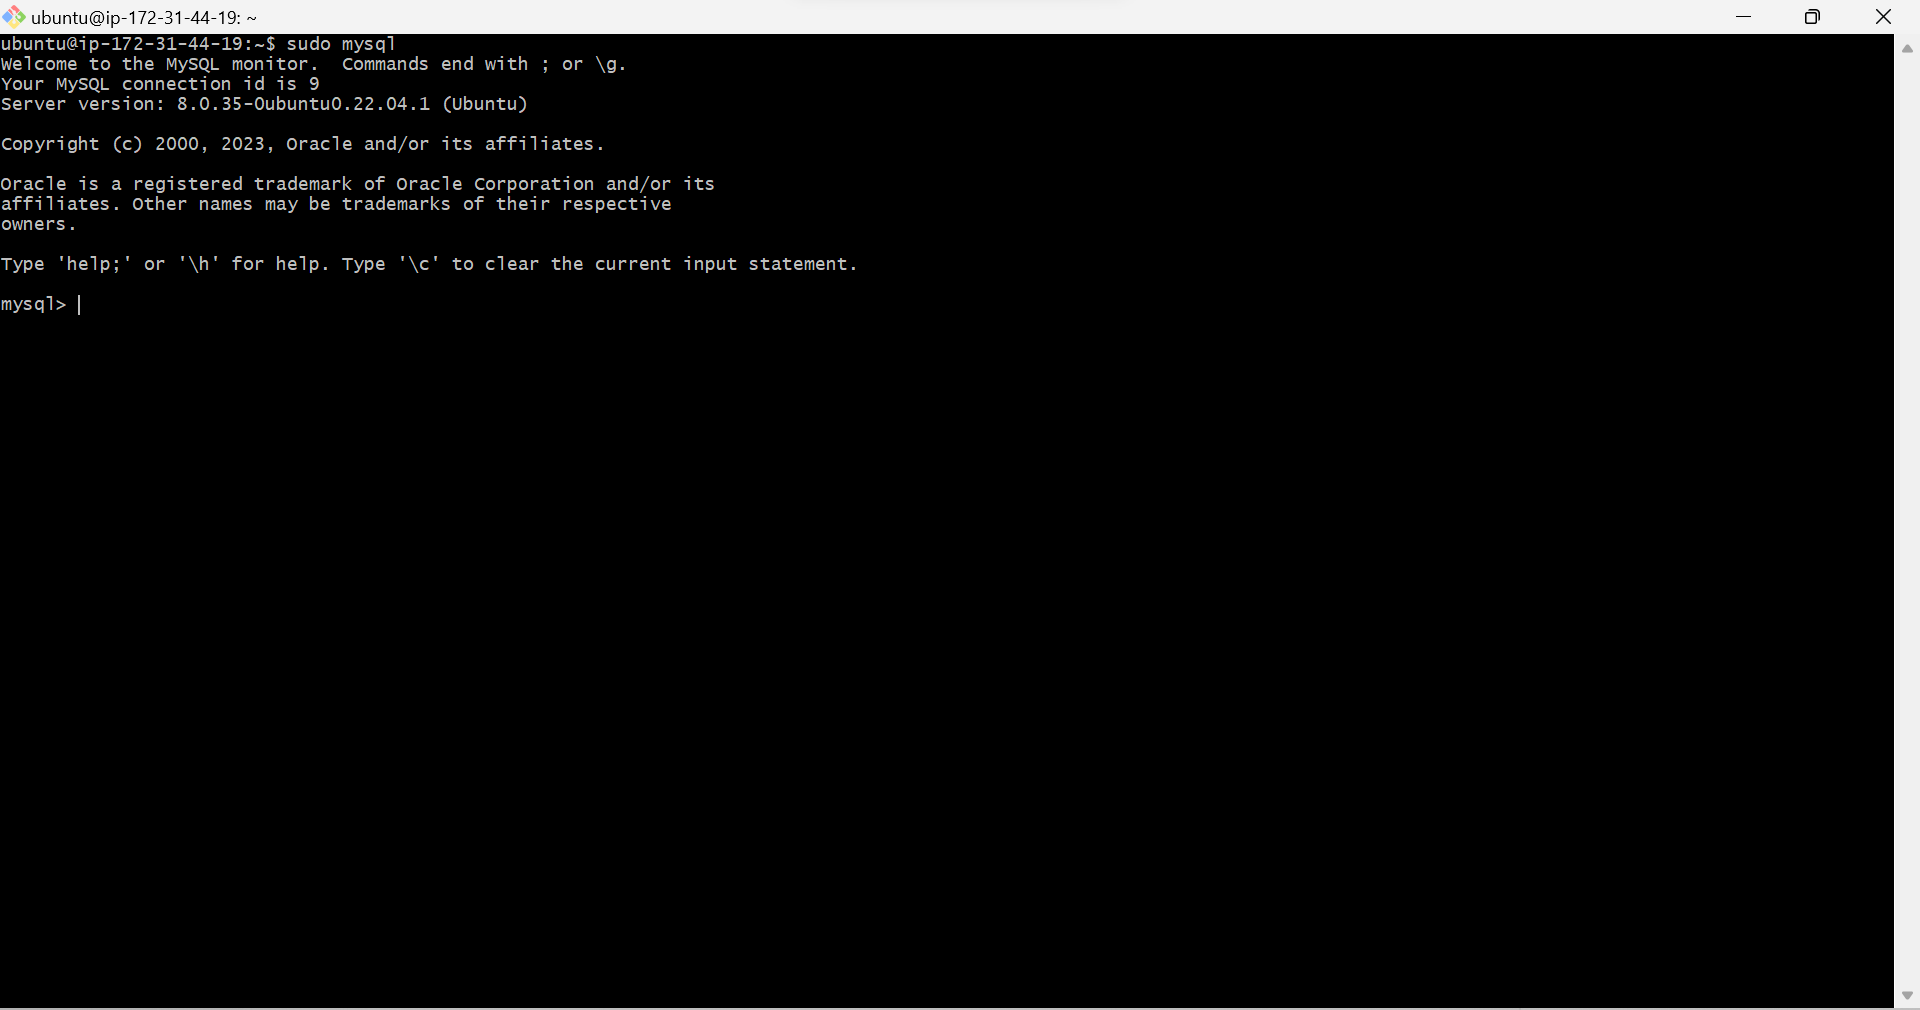 ubuntu@ip-172-31-44-19: ~
ubuntu@ip-172-31-44-19:~$ sudo mysql
Welcome to the MySQL monitor.  Commands end with ; or \g.
Your MySQL connection id is 9
Server version: 8.0.35-0ubuntu0.22.04.1 (Ubuntu)
Copyright (c) 2000, 2023, Oracle and/or its affiliates.
Oracle is a registered trademark of Oracle Corporation and/or its
affiliates. Other names may be trademarks of their respective
owners.
Type 'help;' or '\h' for help. Type '\c' to clear the current input statement.
mysql>